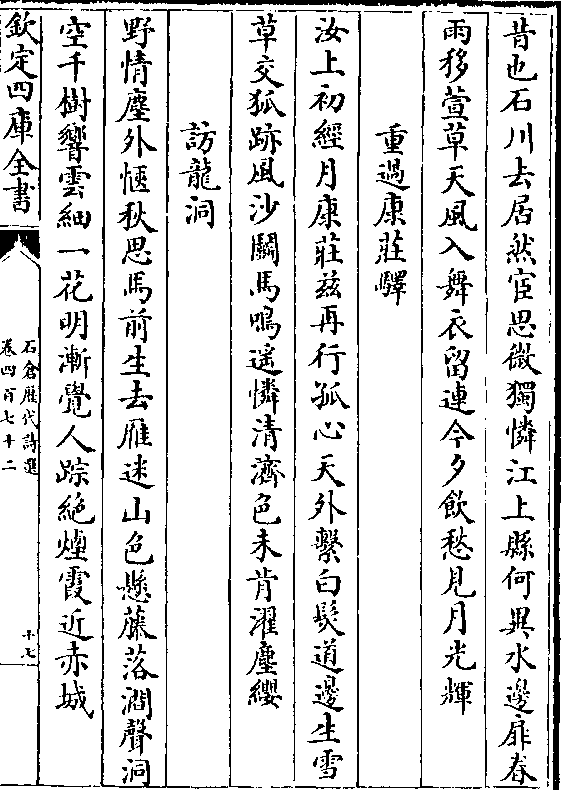 昔也石川去居然宦思微獨憐江上縣何異水邊扉春
雨移萱草天風入舞衣留連今夕飲愁見月光輝
重過康莊驛
汝上初經月康莊兹再行孤心天外繫白髮道邊生雪
草交狐跡風沙鬭馬鳴遥憐清濟色未肯濯塵纓
訪龍洞
野情塵外愜秋思馬前生去雁迷山色懸藤落澗聲洞
空千樹響雲細一花明漸覺人踪絶煙霞近赤城
欽定四庫全書
石倉歴代詩選
卷四百七十二
十七